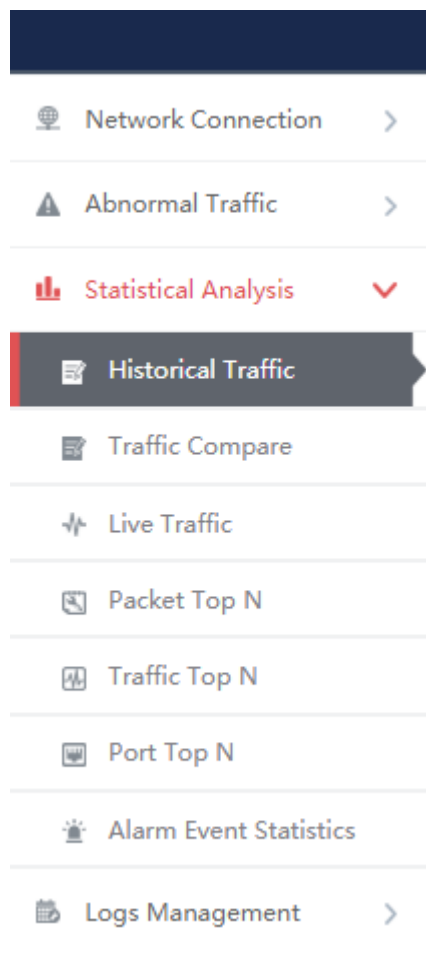 Network Connection
Abnormal Traffic
Statistical Analysis
Historical Traffic
Traffic Compare
Live Traffic
Packet Top N
Traffic Top N
Port Top N
Alarm Event Statistics
Logs Management